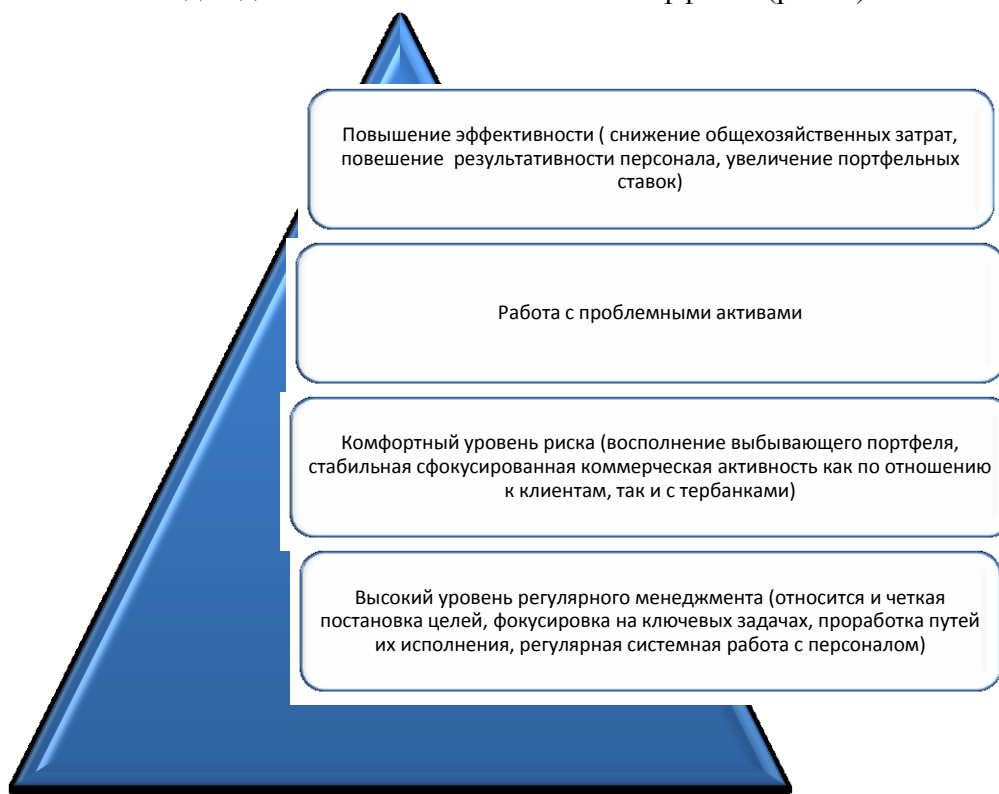 Повышение эффективности ( снижение общехозяйственных затрат,
повешение результативности персонала, увеличение портфельных
ставок)
Работа с проблемными активами
Комфортный уровень риска (восполнение выбывающего портфеля,
стабильная сфокусированная коммерческая активность как по отношению
к клиентам, так и с тербанками)
Высокий уровень регулярного менеджмента (относится и четкая
постановка целей, фокусировка на ключевых задачах, проработка путей
их исполнения, регулярная системная работа с персоналом)